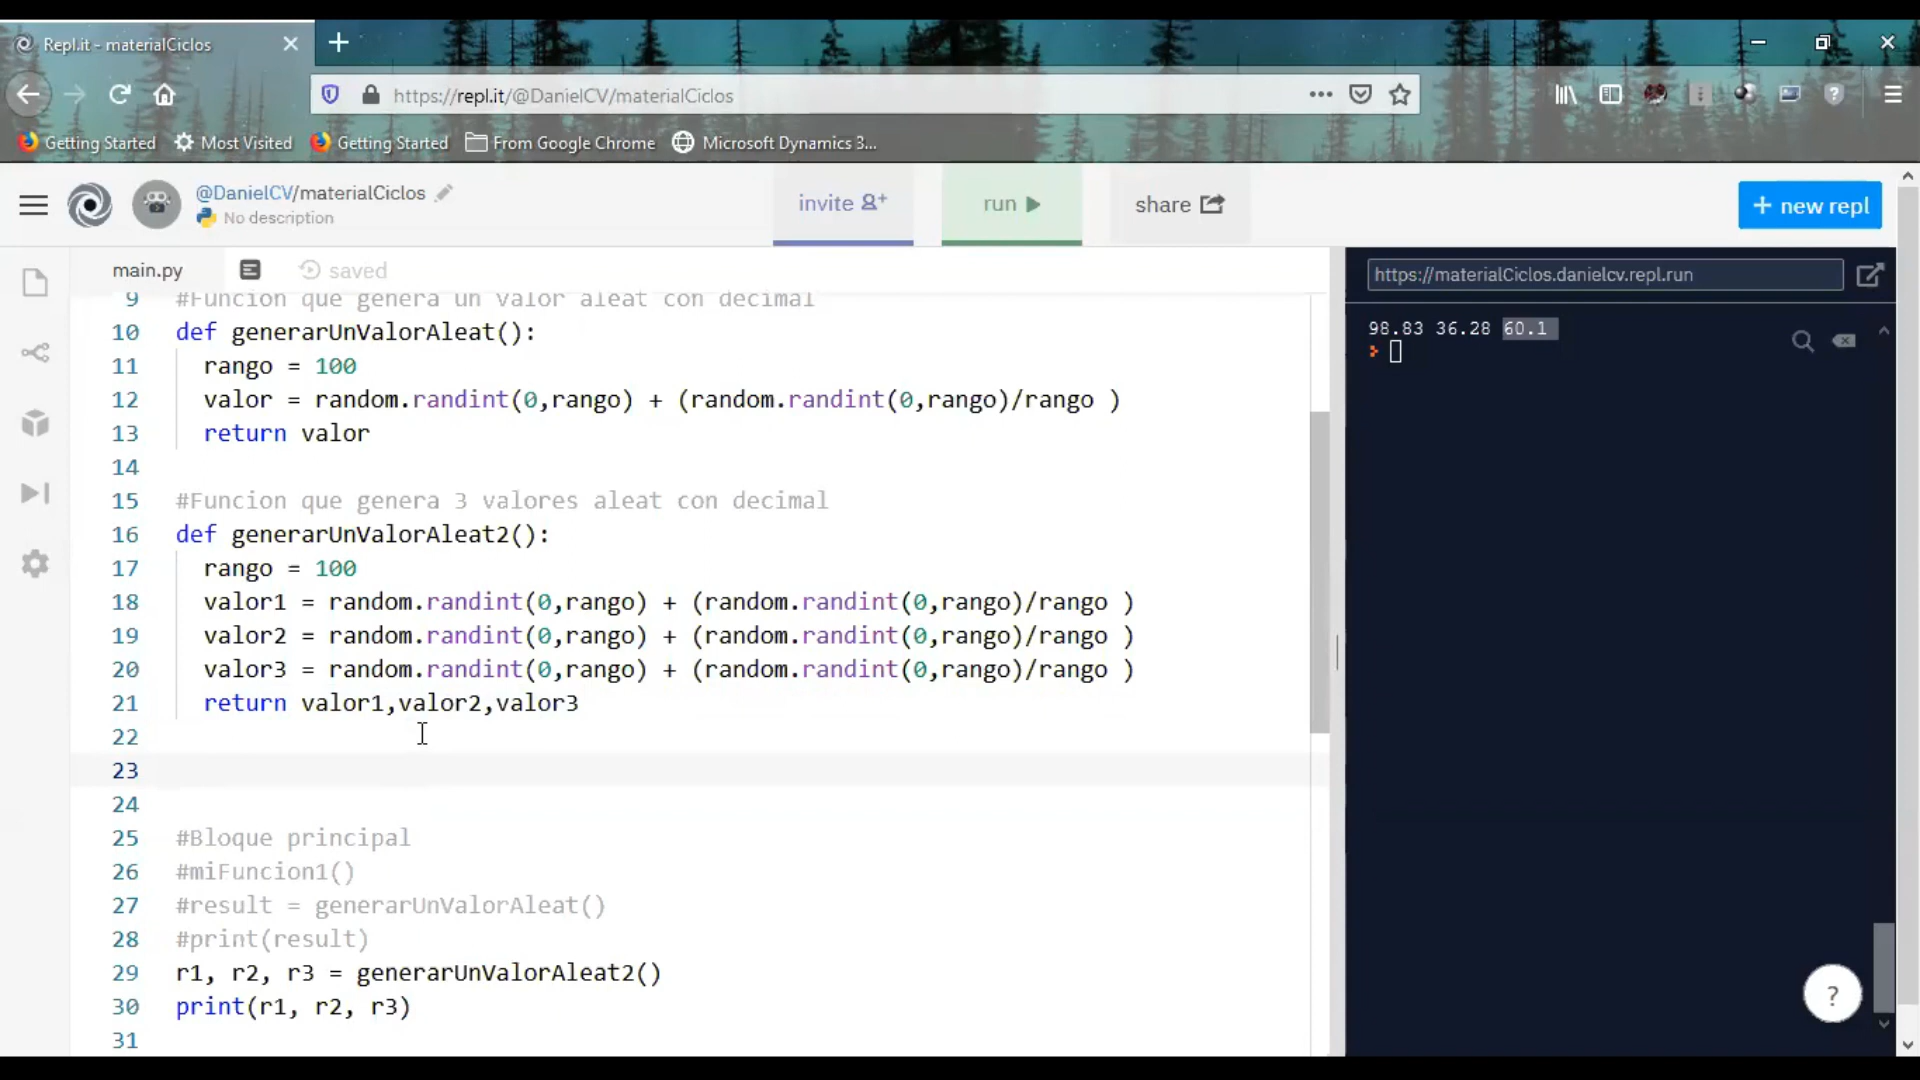 Repl.it - materialCiclos
https://repl.it/@DanielCV/materialCiclos
Getting Started
Most Visited
Getting Started
From Google Chrome
Microsoft Dynamics 3...
@DanielCV/materialCiclos
No description
invite
run
share
+ new repl
main.py
saved
https://materialCiclos.danielcv.repl.run
98.83 36.28 60.1
9 #Funcion que genera un valor aleat con decimal
10 def generarUnValorAleat():
11 rango = 100
12 valor = random.randint(0,rango) + (random.randint(0,rango)/rango )
13 return valor
14
15 #Funcion que genera 3 valores aleat con decimal
16 def generarUnValorAleat2():
17 rango = 100
18 valor1 = random.randint(0,rango) + (random.randint(0,rango)/rango )
19 valor2 = random.randint(0,rango) + (random.randint(0,rango)/rango )
20 valor3 = random.randint(0,rango) + (random.randint(0,rango)/rango )
21 return valor1,valor2,valor3
22
23
24
25 #Bloque principal
26 #miFuncion1()
27 #result = generarUnValorAleat()
28 #print(result)
29 r1, r2, r3 = generarUnValorAleat2()
30 print(r1, r2, r3)
31
?